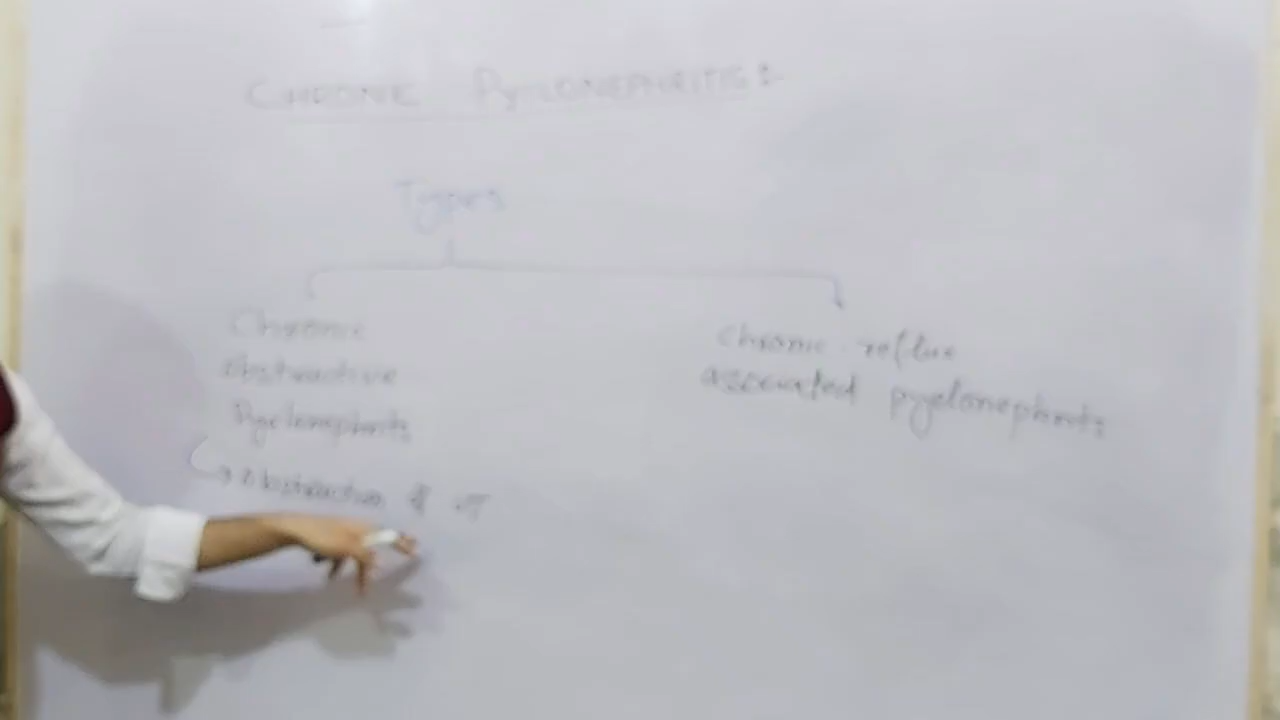 CHRONIC PYLONEPHRITIS:-
Types
Chronic
obstructive
Pyelonephritis
Chronic reflux
associated pyelonephritis
→ obstruction